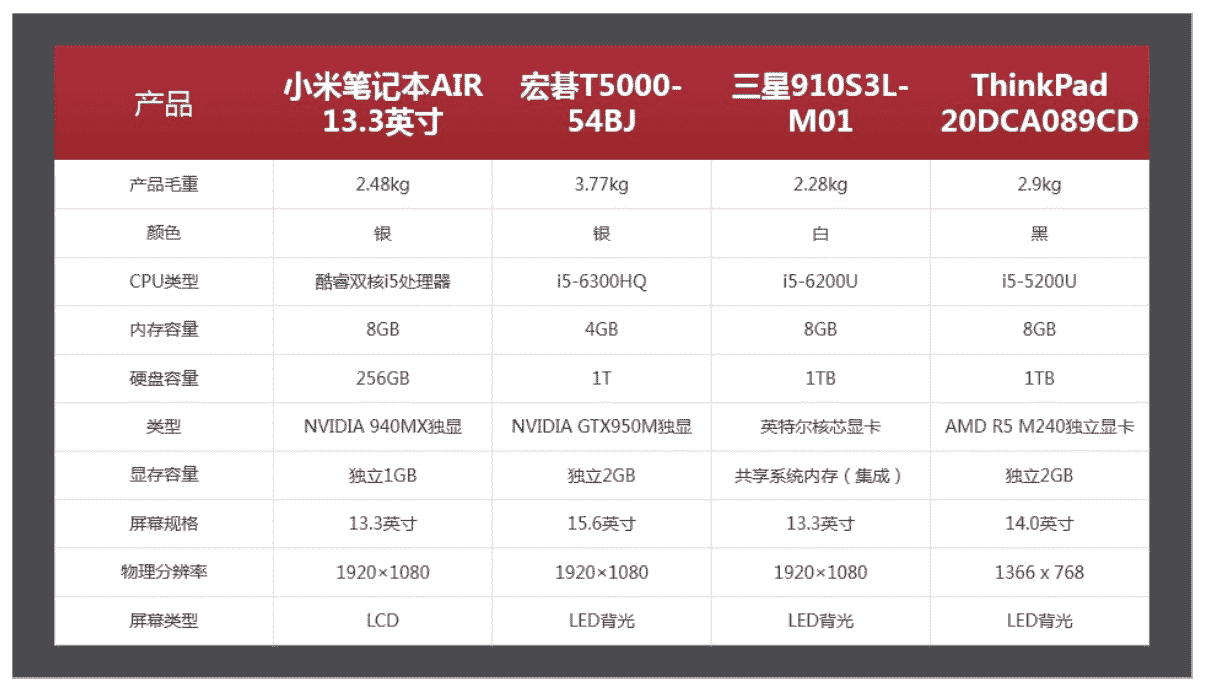 产品 小米笔记本AIR 13.3英寸 宏碁T5000-54BJ 三星910S3L-M01 ThinkPad 20DCA089CD
产品毛重 2.48kg 3.77kg 2.28kg 2.9kg
颜色 银 银 白 黑
CPU类型 酷睿双核i5处理器 i5-6300HQ i5-6200U i5-5200U
内存容量 8GB 4GB 8GB 8GB
硬盘容量 256GB 1T 1TB 1TB
类型 NVIDIA 940MX独显 NVIDIA GTX950M独显 英特尔核芯显卡 AMD R5 M240独立显卡
显存容量 独立1GB 独立2GB 共享系统内存（集成） 独立2GB
屏幕规格 13.3英寸 15.6英寸 13.3英寸 14.0英寸
物理分辨率 1920×1080 1920×1080 1920×1080 1366 x 768
屏幕类型 LCD LED背光 LED背光 LED背光